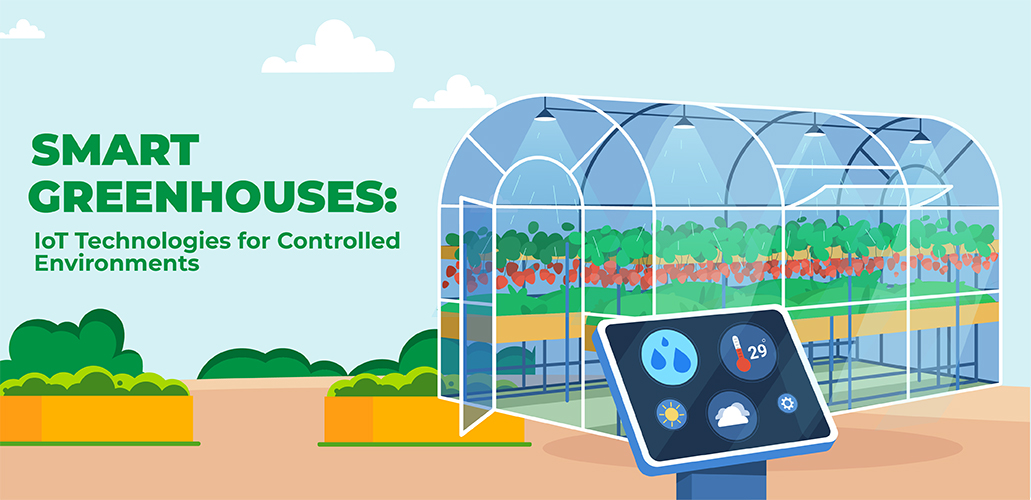 SMART
GREENHOUSES:
IoT Technologies for Controlled
Environments
29°